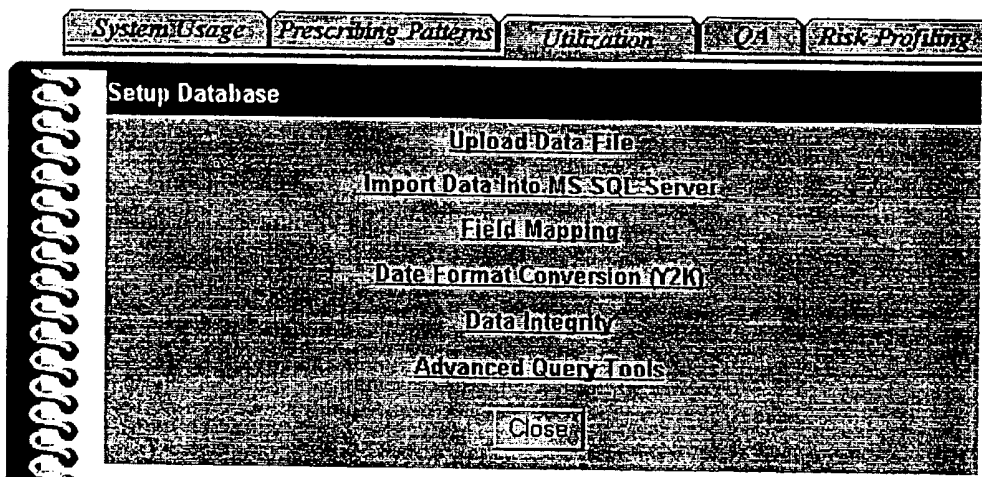 System Usage Prescribing Patterns Utilization QA Risk Profiling
Setup Database
Upload Data File
Import Data Into MS SQL Server
Field Mapping
Date Format Conversion (Y2K)
Data Integrity
Advanced Query Tools
Close